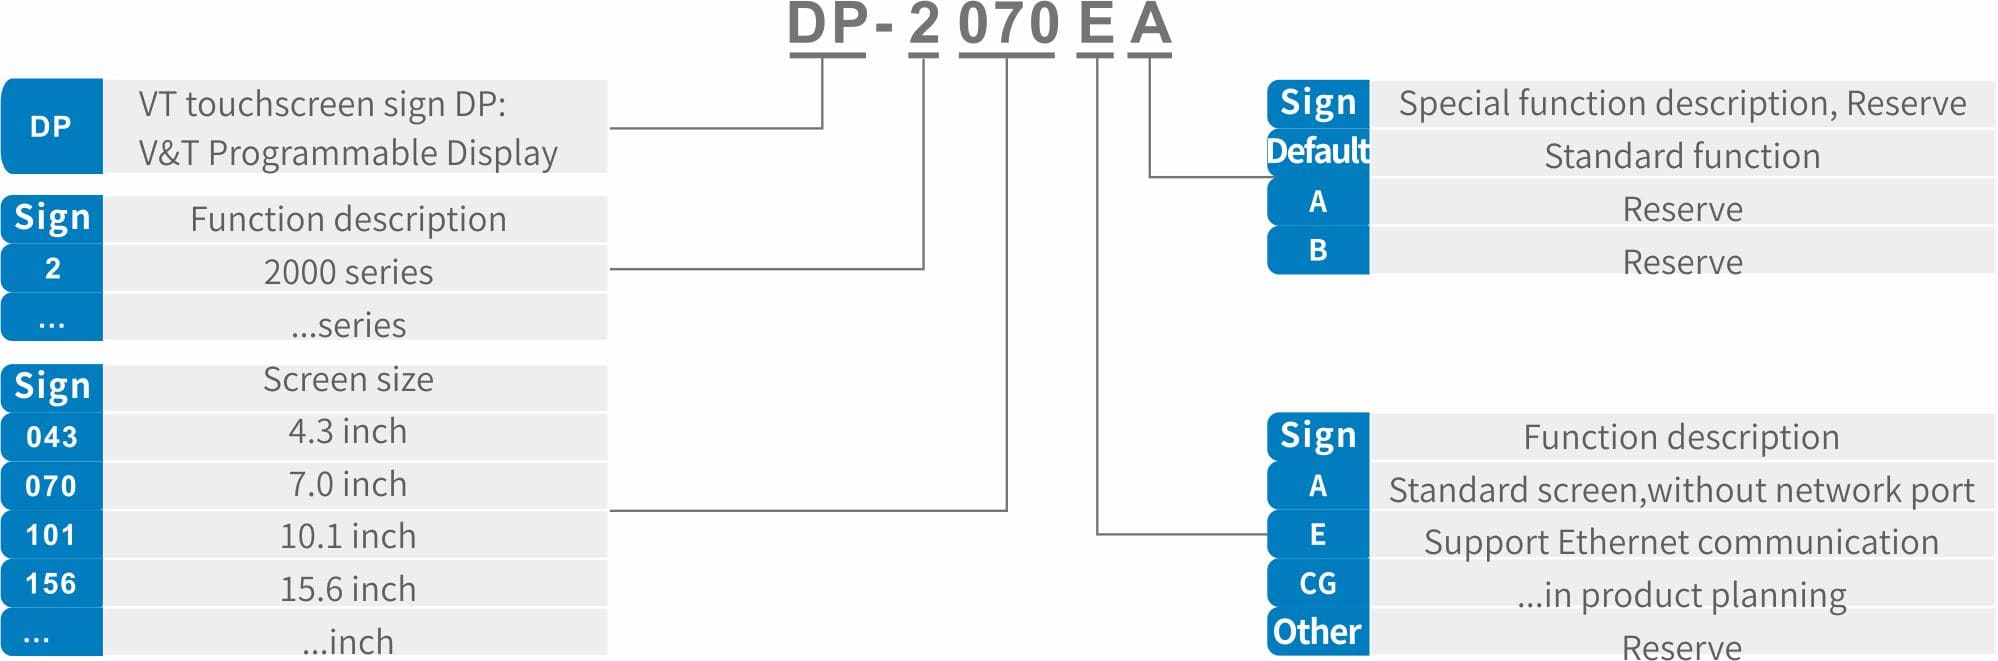 DP-2 070 E A
DP
VT touchscreen sign DP:
V&T Programmable Display
Sign Function description
2 2000 series
... ...series
Sign Screen size
043 4.3 inch
070 7.0 inch
101 10.1 inch
156 15.6 inch
... ...inch
Sign Special function description, Reserve
Default Standard function
A Reserve
B Reserve
Sign Function description
A Standard screen,without network port
E Support Ethernet communication
CG ...in product planning
Other Reserve